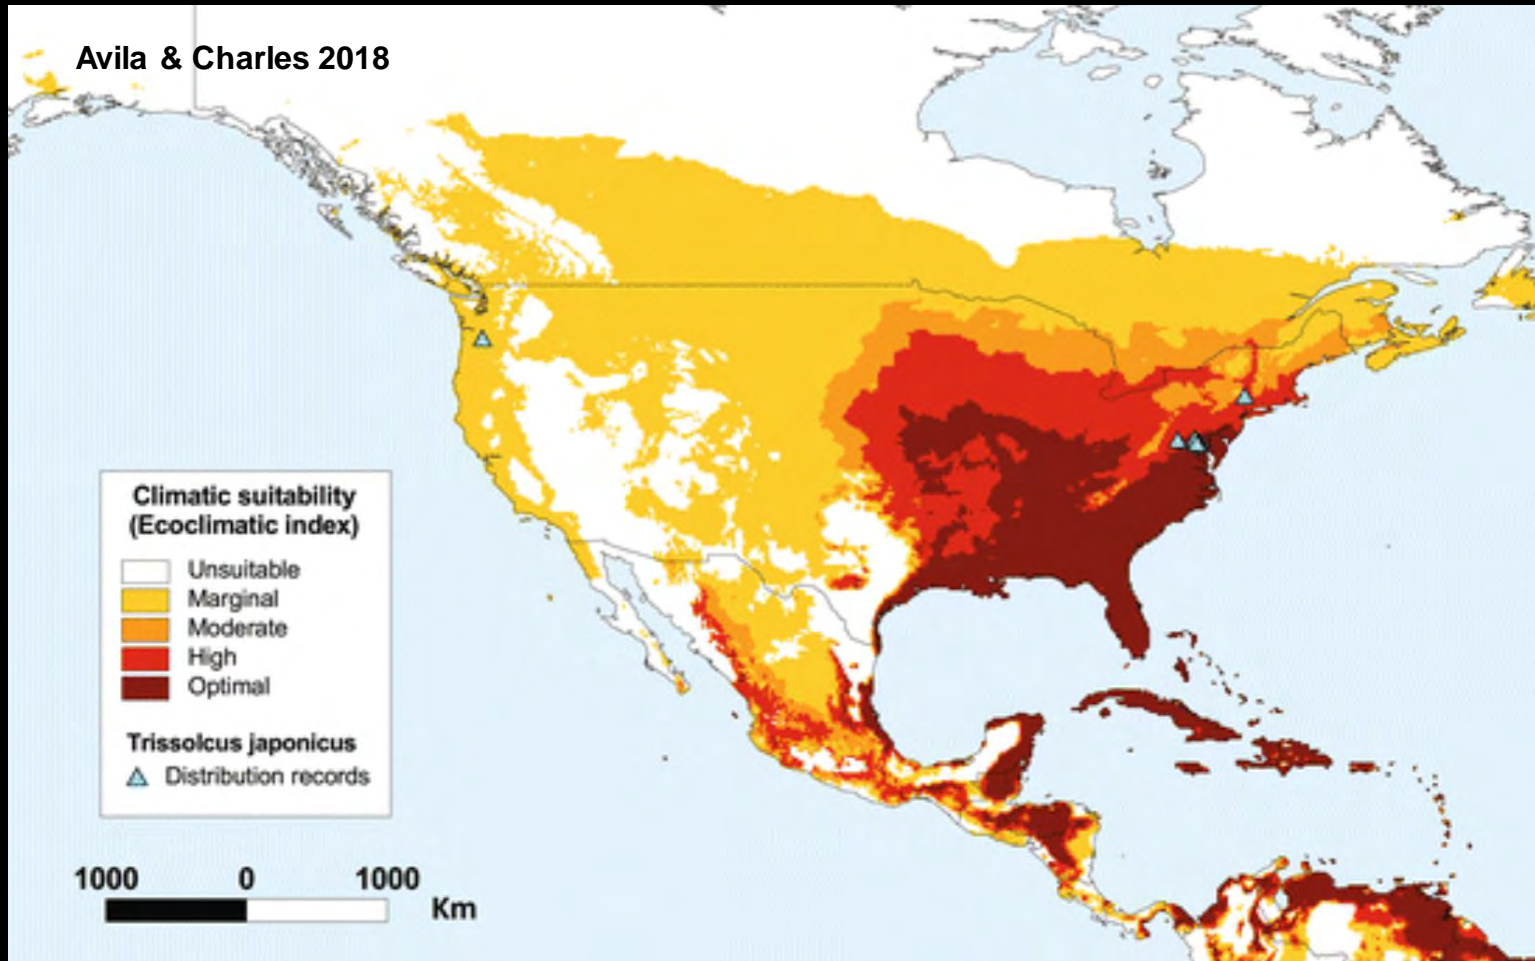 Avila & Charles 2018
Climatic suitability
(Ecoclimatic index)
Unsuitable
Marginal
Moderate
High
Optimal
Trissolcus japonicus
Distribution records
1000 0 1000
Km